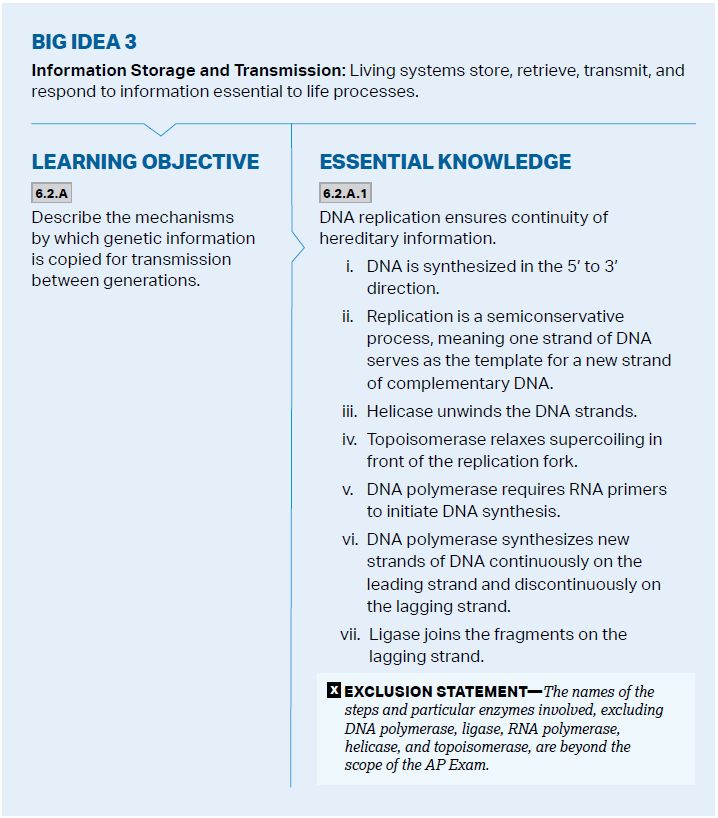 BIG IDEA 3
Information Storage and Transmission: Living systems store, retrieve, transmit, and
respond to information essential to life processes.
LEARNING OBJECTIVE
6.2.A
Describe the mechanisms
by which genetic information
is copied for transmission
between generations.
ESSENTIAL KNOWLEDGE
6.2.A.1
DNA replication ensures continuity of
hereditary information.
i. DNA is synthesized in the 5′ to 3′
direction.
ii. Replication is a semiconservative
process, meaning one strand of DNA
serves as the template for a new strand
of complementary DNA.
iii. Helicase unwinds the DNA strands.
iv. Topoisomerase relaxes supercoiling in
front of the replication fork.
v. DNA polymerase requires RNA primers
to initiate DNA synthesis.
vi. DNA polymerase synthesizes new
strands of DNA continuously on the
leading strand and discontinuously on
the lagging strand.
vii. Ligase joins the fragments on the
lagging strand.
X EXCLUSION STATEMENT—The names of the
steps and particular enzymes involved, excluding
DNA polymerase, ligase, RNA polymerase,
helicase, and topoisomerase, are beyond the
scope of the AP Exam.